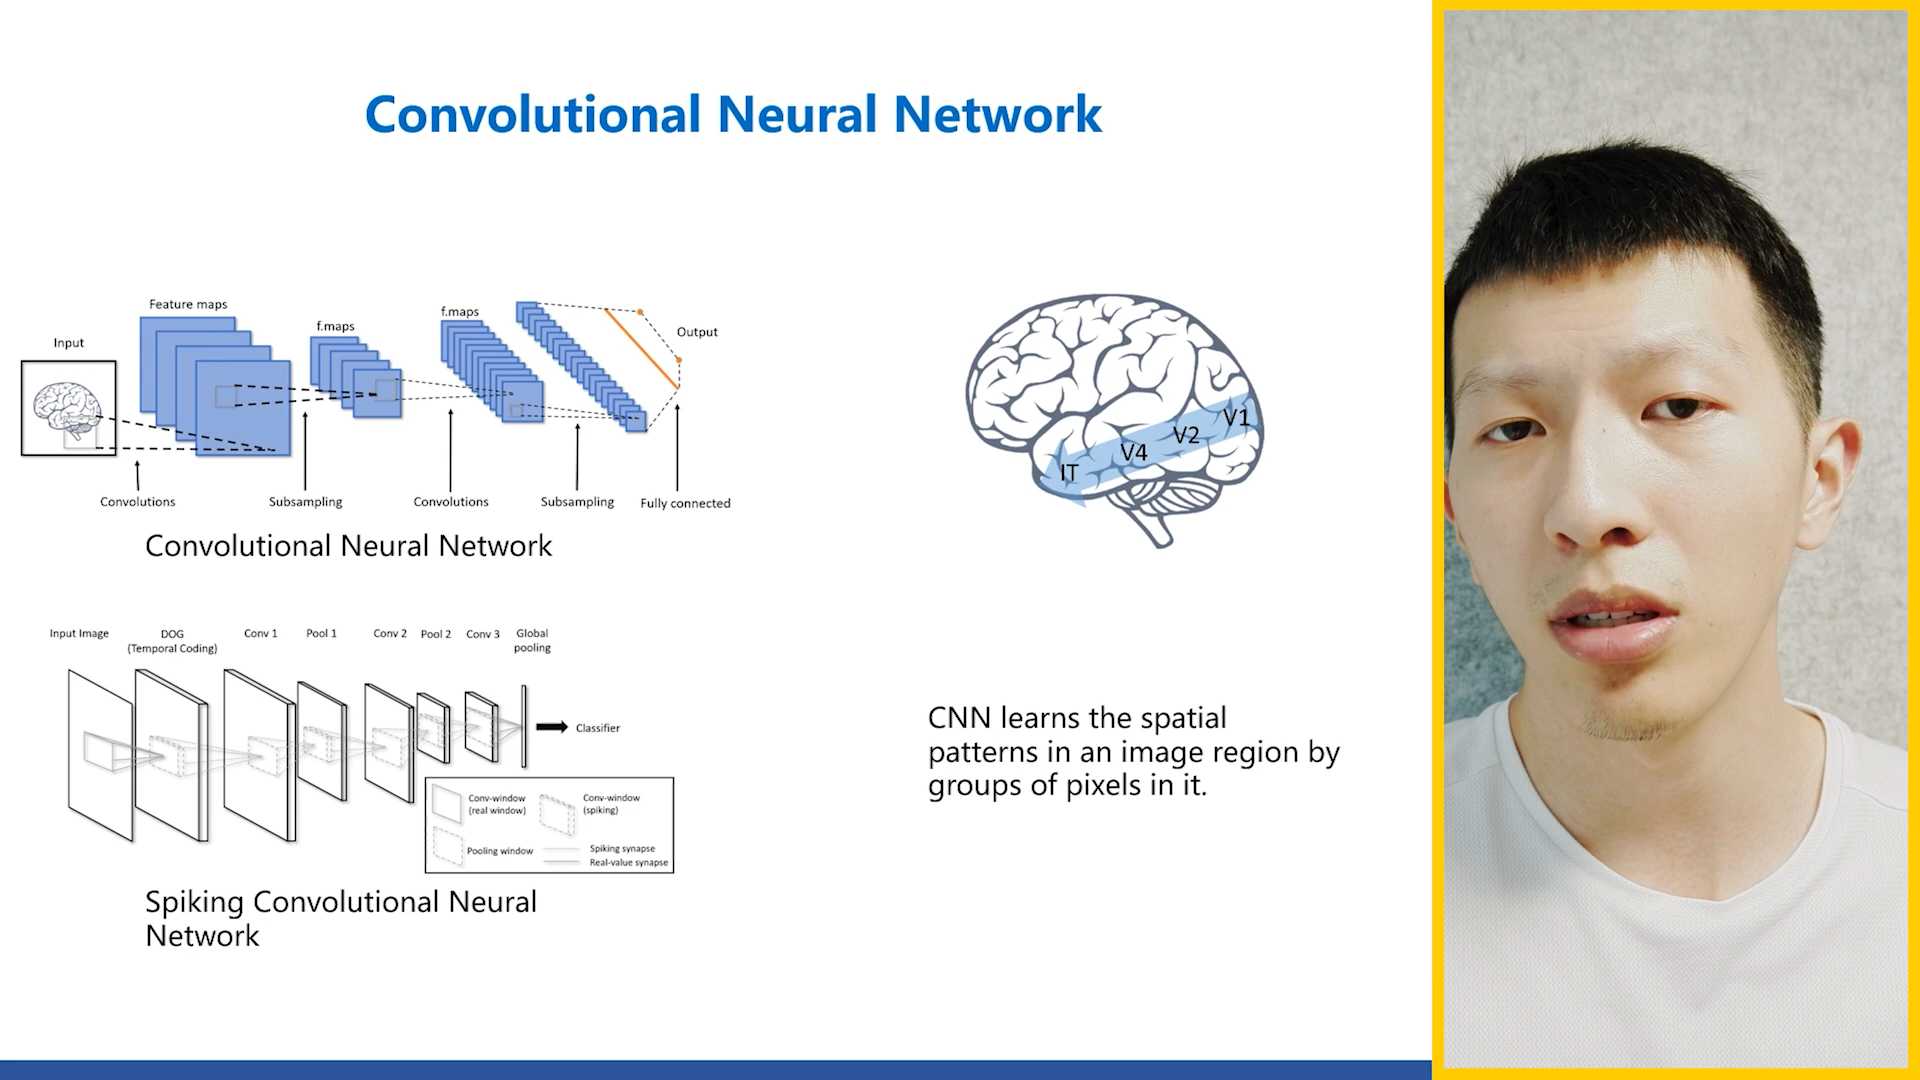 Convolutional Neural Network
Feature maps
f.maps
f.maps
Input
Output
Convolutions
Subsampling
Convolutions
Subsampling
Fully connected
Convolutional Neural Network
V1
V2
V4
IT
Input Image
DOG
(Temporal Coding)
Conv 1
Pool 1
Conv 2
Pool 2
Conv 3
Global
pooling
Classifier
Conv-window
(real window)
Conv-window
(spiking)
Pooling window
Spiking synapse
Real-value synapse
Spiking Convolutional Neural
Network
CNN learns the spatial
patterns in an image region by
groups of pixels in it.